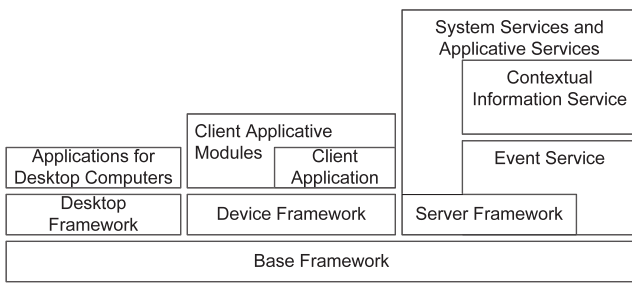 System Services and
Applicative Services
Contextual
Information Service
Client Applicative
Modules
Client
Application
Applications for
Desktop Computers
Event Service
Desktop
Framework
Device Framework
Server Framework
Base Framework